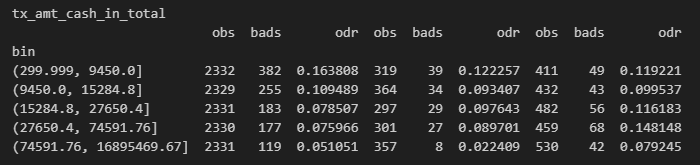 tx_amt_cash_in_total
obs bads odr obs bads odr obs bads odr
bin
(299.999, 9450.0] 2332 382 0.163808 319 39 0.122257 411 49 0.119221
(9450.0, 15284.8] 2329 255 0.109489 364 34 0.093407 432 43 0.099537
(15284.8, 27650.4] 2331 183 0.078507 297 29 0.097643 482 56 0.116183
(27650.4, 74591.76] 2330 177 0.075966 301 27 0.089701 459 68 0.148148
(74591.76, 16895469.67] 2331 119 0.051051 357 8 0.022409 530 42 0.079245